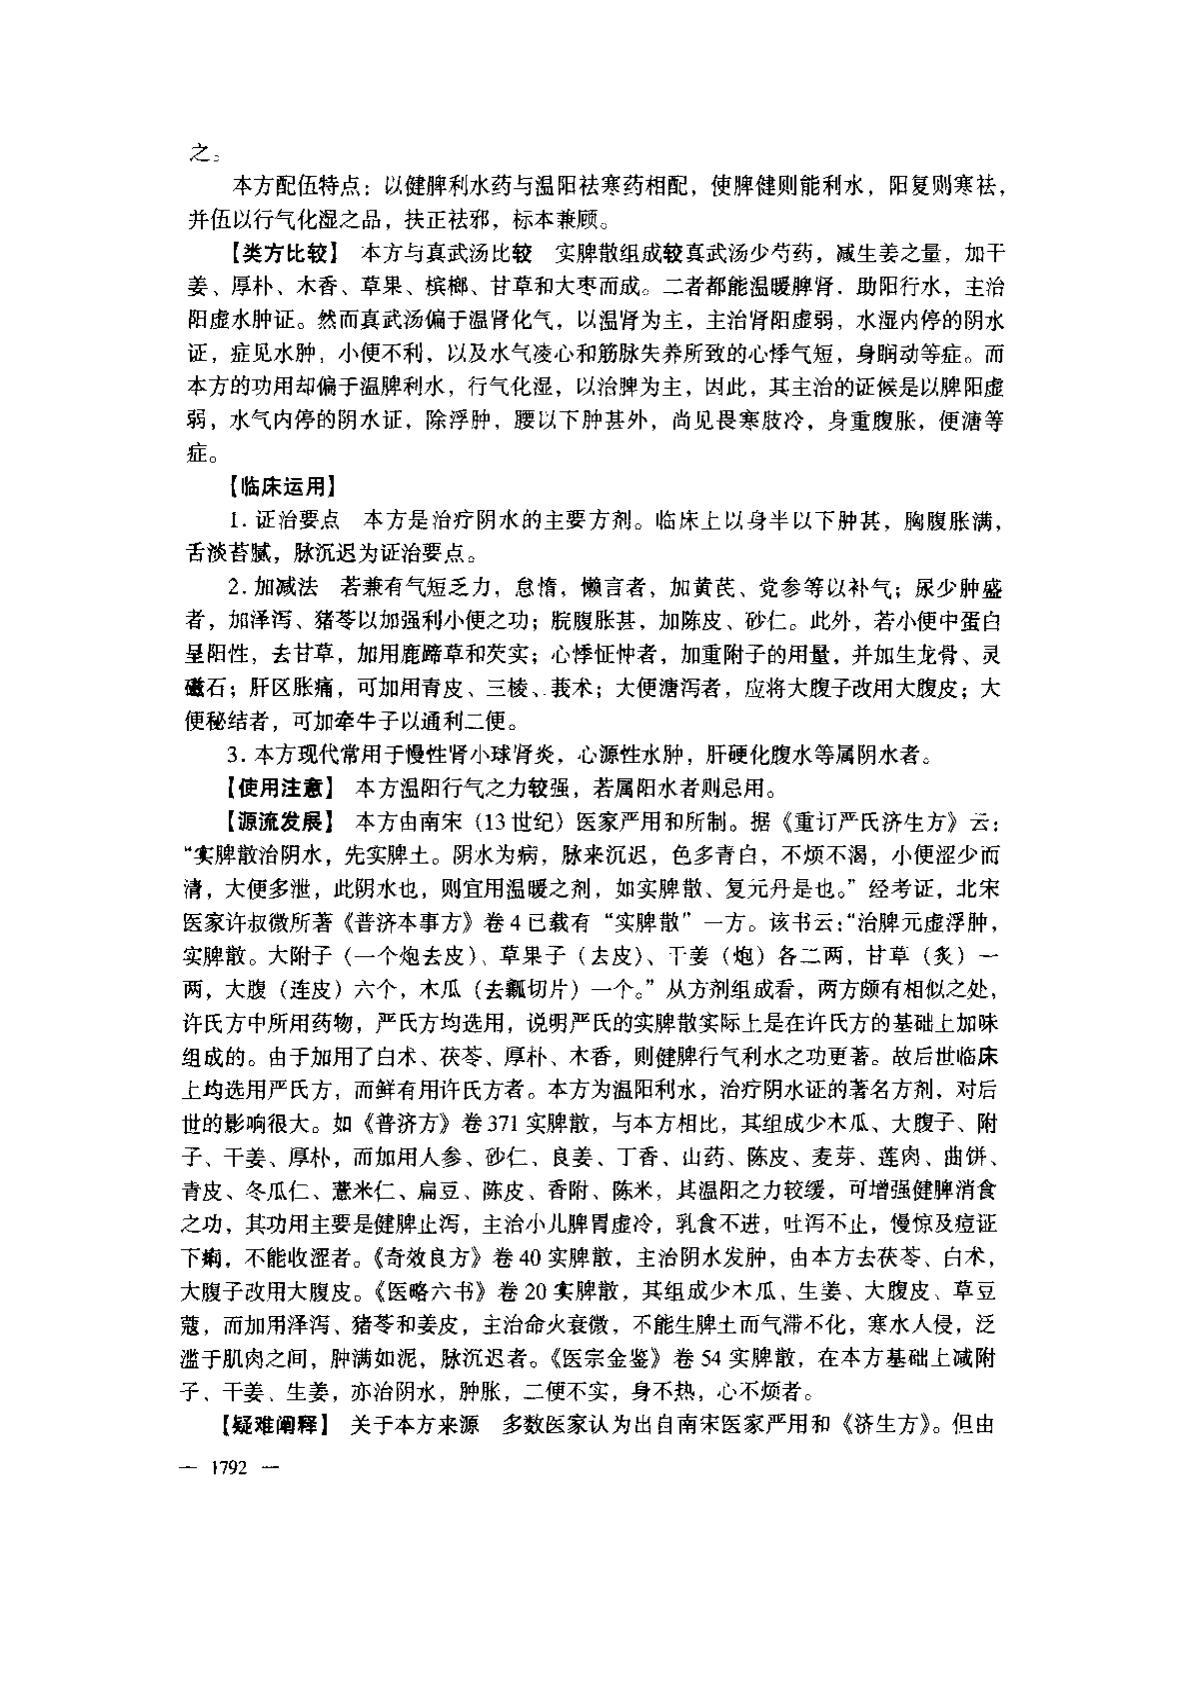 之。
本方配伍特点：以健脾利水药与温阳祛寒药相配，使脾健则能利水，阳复则寒祛，
并伍以行气化湿之品，扶正祛邪，标本兼顾。
【类方比较】 本方与真武汤比较 实脾散组成较真武汤少芍药，减生姜之量，加干
姜、厚朴、木香、草果、槟榔、甘草和大枣而成。二者都能温暖脾肾．助阳行水，主治
阳虚水肿证。然而真武汤偏于温肾化气，以温肾为主，主治肾阳虚弱，水湿内停的阴水
证，症见水肿，小便不利，以及水气凌心和筋脉失养所致的心悸气短，身瞤动等症。而
本方的功用却偏于温脾利水，行气化湿，以治脾为主，因此，其主治的证候是以脾阳虚
弱，水气内停的阴水证，除浮肿，腰以下肿甚外，尚见畏寒肢冷，身重腹胀，便溏等
症。
【临床运用】
1. 证治要点 本方是治疗阴水的主要方剂。临床上以身半以下肿甚，胸腹胀满，
舌淡苔腻，脉沉迟为证治要点。
2. 加减法 若兼有气短乏力，怠惰，懒言者，加黄芪、党参等以补气；尿少肿盛
者，加泽泻、猪苓以加强利小便之功；脘腹胀甚，加陈皮、砂仁。此外，若小便中蛋白
呈阳性，去甘草，加用鹿蹄草和芡实；心悸怔忡者，加重附子的用量，并加生龙骨、灵
磁石；肝区胀痛，可加用青皮、三棱、莪术；大便溏泻者，应将大腹子改用大腹皮；大
便秘结者，可加牵牛子以通利二便。
3. 本方现代常用于慢性肾小球肾炎，心源性水肿，肝硬化腹水等属阴水者。
【使用注意】 本方温阳行气之力较强，若属阳水者则忌用。
【源流发展】 本方由南宋（13世纪）医家严用和所制。据《重订严氏济生方》云：
“实脾散治阴水，先实脾土。阴水为病，脉来沉迟，色多青白，不烦不渴，小便涩少而
清，大便多泄，此阴水也，则宜用温暖之剂，如实脾散、复元丹是也。”经考证，北宋
医家许叔微所著《普济本事方》卷4已载有“实脾散”一方。该书云：“治脾元虚浮肿，
实脾散。大附子（一个炮去皮）、草果子（去皮）、干姜（炮）各二两，甘草（炙）一
两，大腹（连皮）六个，木瓜（去瓤切片）一个。”从方剂组成看，两方颇有相似之处，
许氏方中所用药物，严氏方均选用，说明严氏的实脾散实际上是在许氏方的基础上加味
组成的。由于加用了白术、茯苓、厚朴、木香，则健脾行气利水之功更著。故后世临床
上均选用严氏方，而鲜有用许氏方者。本方为温阳利水，治疗阴水证的著名方剂，对后
世的影响很大。如《普济方》卷371实脾散，与本方相比，其组成少木瓜、大腹子、附
子、干姜、厚朴，而加用人参、砂仁、良姜、丁香、山药、陈皮、麦芽、莲肉、曲饼、
青皮、冬瓜仁、薏米仁、扁豆、陈皮、香附、陈米，其温阳之力较缓，可增强健脾消食
之功，其功用主要是健脾止泻，主治小儿脾胃虚冷，乳食不进，吐泻不止，慢惊及痘证
下痢，不能收涩者。《奇效良方》卷40实脾散，主治阴水发肿，由本方去茯苓、白术，
大腹子改用大腹皮。《医略六书》卷20实脾散，其组成少木瓜、生姜、大腹皮、草豆
蔻，而加用泽泻、猪苓和姜皮，主治命火衰微，不能生脾土而气滞不化，寒水人侵，泛
滥于肌肉之间，肿满如泥，脉沉迟者。《医宗金鉴》卷54实脾散，在本方基础上减附
子、干姜、生姜，亦治阴水，肿胀，二便不实，身不热，心不烦者。
【疑难阐释】 关于本方来源 多数医家认为出自南宋医家严用和《济生方》。但由
— 1792 —